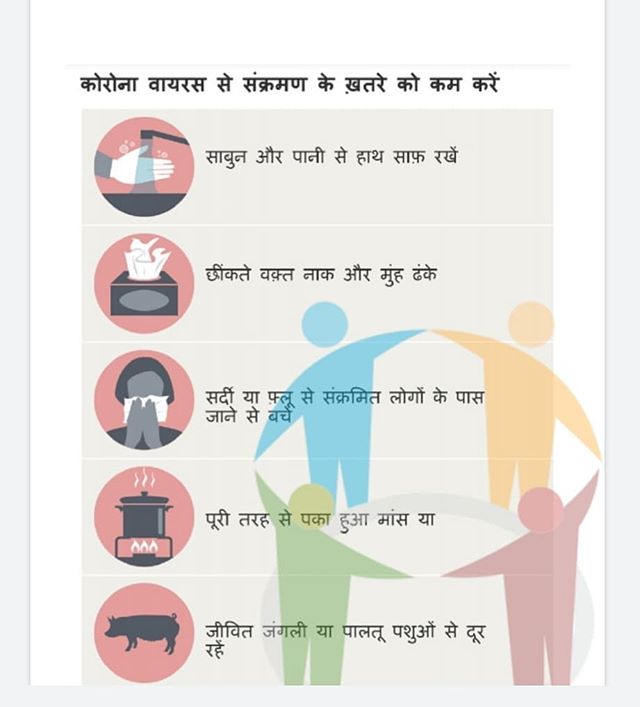 कोरोना वायरस से संक्रमण के ख़तरे को कम करें
साबुन और पानी से हाथ साफ़ रखें
छींकते वक़्त नाक और मुंह ढंके
सर्दी या फ़्लू से संक्रमित लोगों के पास
जाने से बचें
पूरी तरह से पका हुआ मांस या
जीवित जंगली या पालतू पशुओं से दूर
रहें